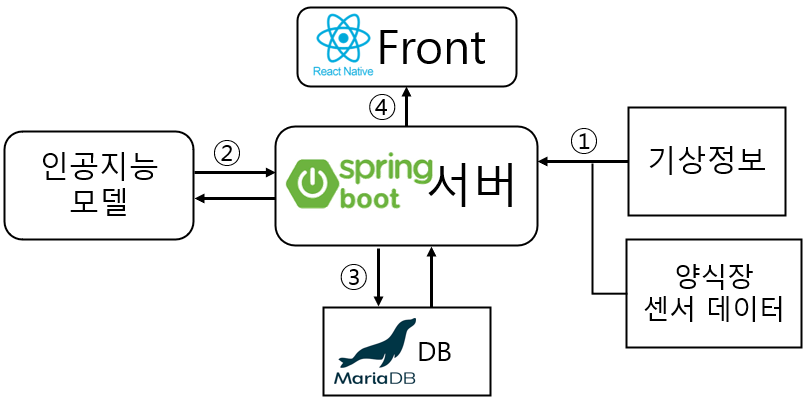 React Native
Front
④
인공지능
모델
②
spring
boot
서버
①
기상정보
양식장
센서 데이터
③
MariaDB
DB